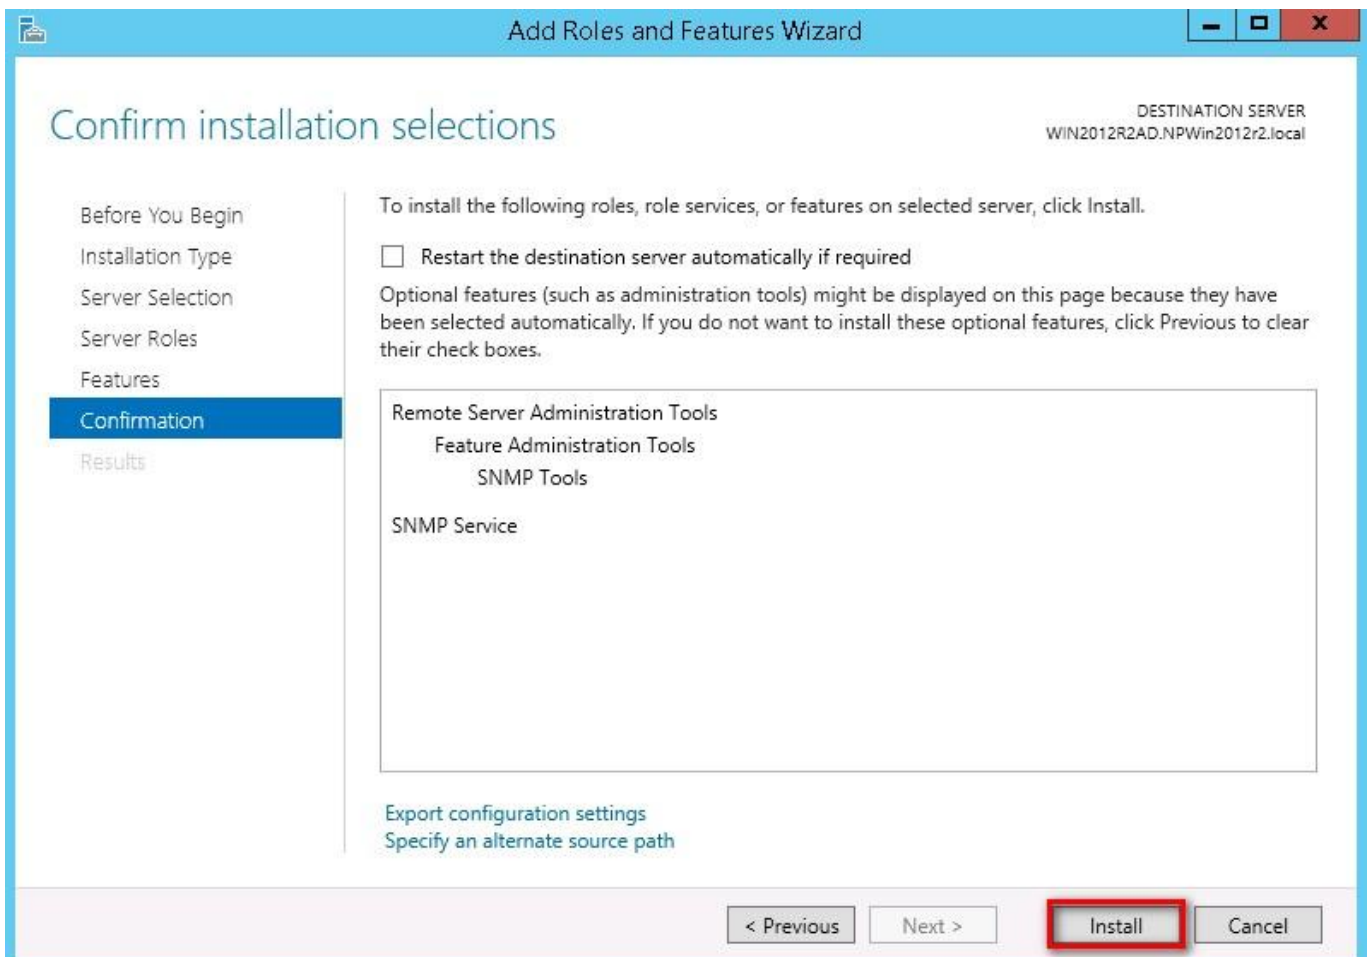 Add Roles and Features Wizard
Confirm installation selections
DESTINATION SERVER
WIN2012R2AD.NPWin2012r2.local
Before You Begin
Installation Type
Server Selection
Server Roles
Features
Confirmation
Results
To install the following roles, role services, or features on selected server, click Install.
Restart the destination server automatically if required
Optional features (such as administration tools) might be displayed on this page because they have
been selected automatically. If you do not want to install these optional features, click Previous to clear
their check boxes.
Remote Server Administration Tools
Feature Administration Tools
SNMP Tools
SNMP Service
Export configuration settings
Specify an alternate source path
< Previous
Next >
Install
Cancel